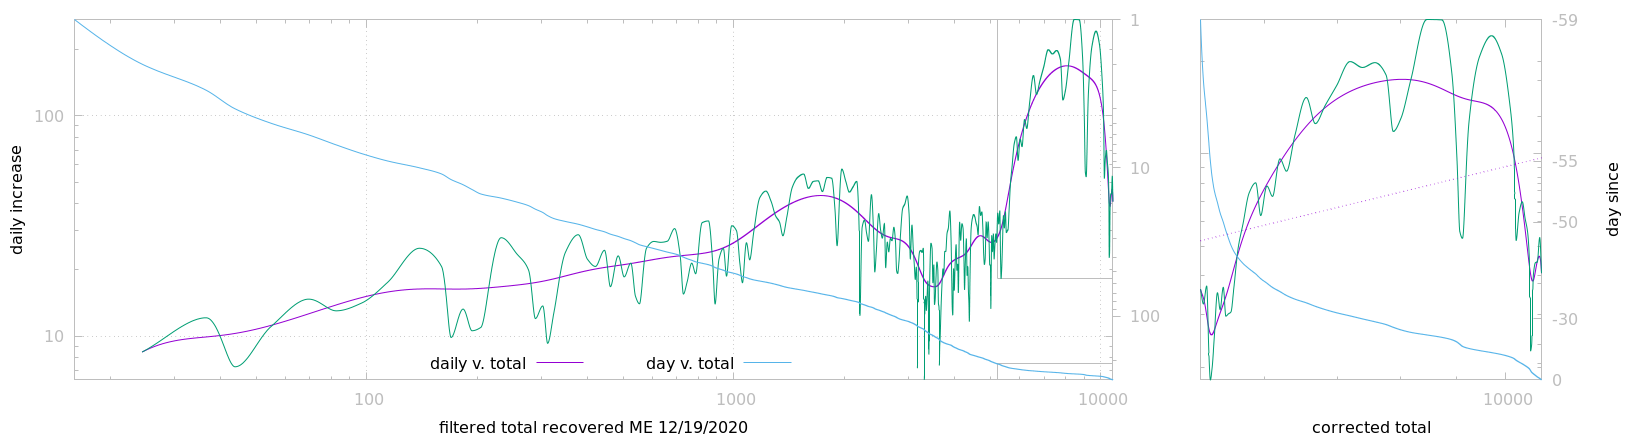 daily increase
100
10
100
1000
10000
1
10
100
daily v. total
day v. total
filtered total recovered ME 12/19/2020
-59
-55
-50
-30
0
day since
10000
corrected total